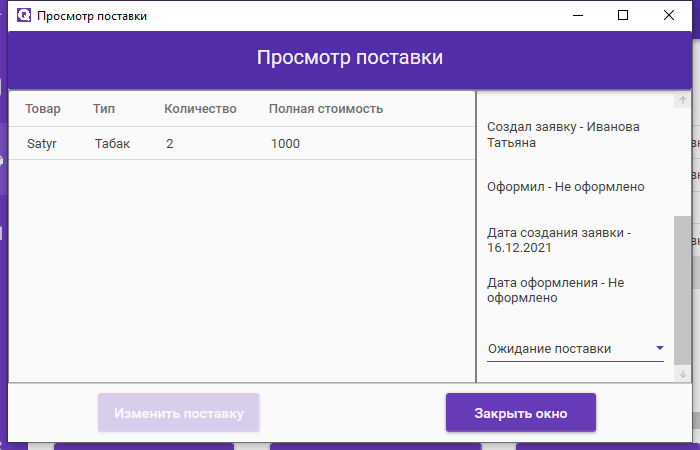 Просмотр поставки
Просмотр поставки
Товар Тип Количество Полная стоимость
Satyr Табак 2 1000
Создал заявку - Иванова
Татьяна
Оформил - Не оформлено
Дата создания заявки -
16.12.2021
Дата оформления - Не
оформлено
Ожидание поставки
Изменить поставку
Закрыть окно